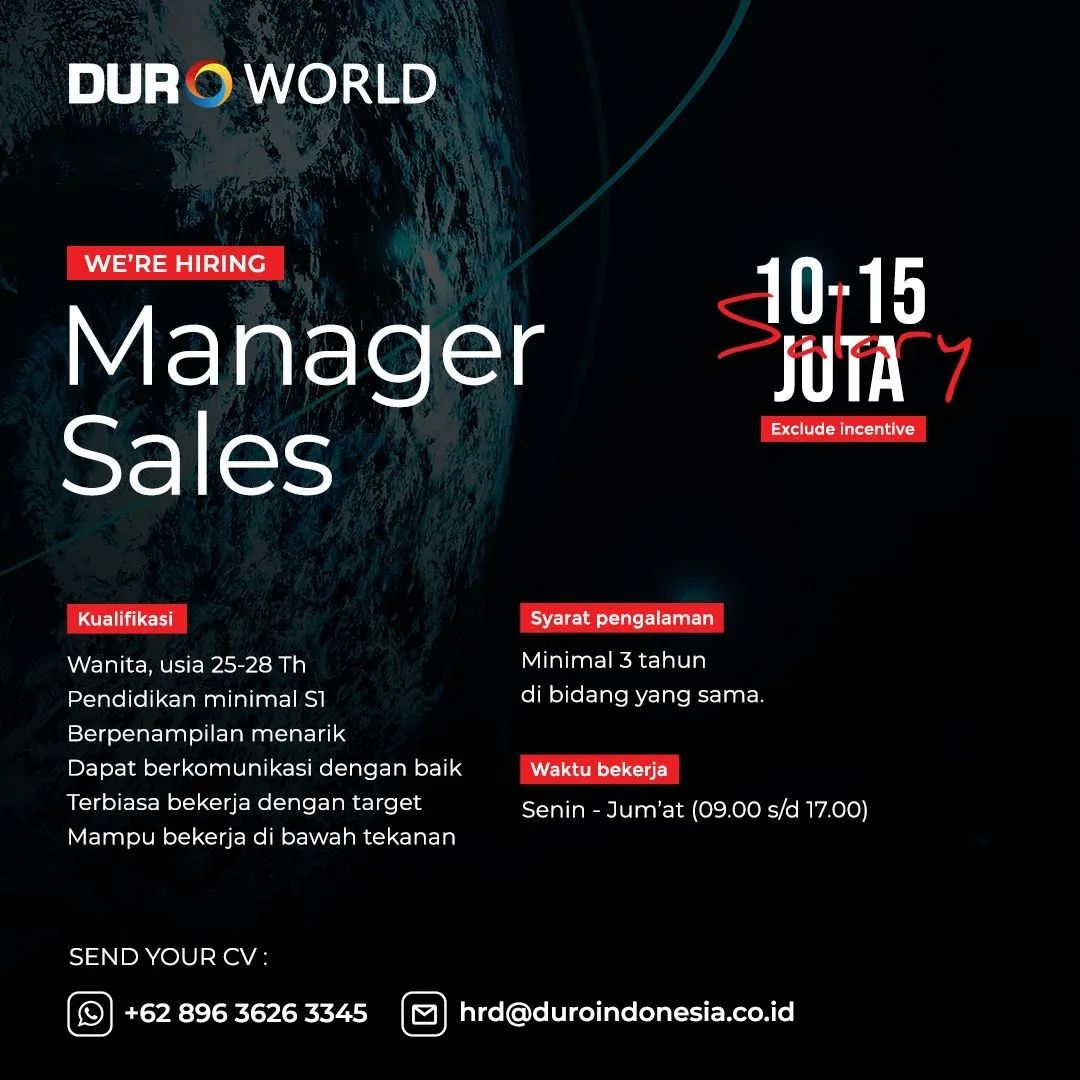 DURO WORLD
WE'RE HIRING
Manager
Sales
10-15
JUTA
Salary
Exclude incentive
Kualifikasi
Wanita, usia 25-28 Th
Pendidikan minimal S1
Berpenampilan menarik
Dapat berkomunikasi dengan baik
Terbiasa bekerja dengan target
Mampu bekerja di bawah tekanan
Syarat pengalaman
Minimal 3 tahun
di bidang yang sama.
Waktu bekerja
Senin - Jum'at (09.00 s/d 17.00)
SEND YOUR CV :
+62 896 3626 3345
hrd@duroindonesia.co.id